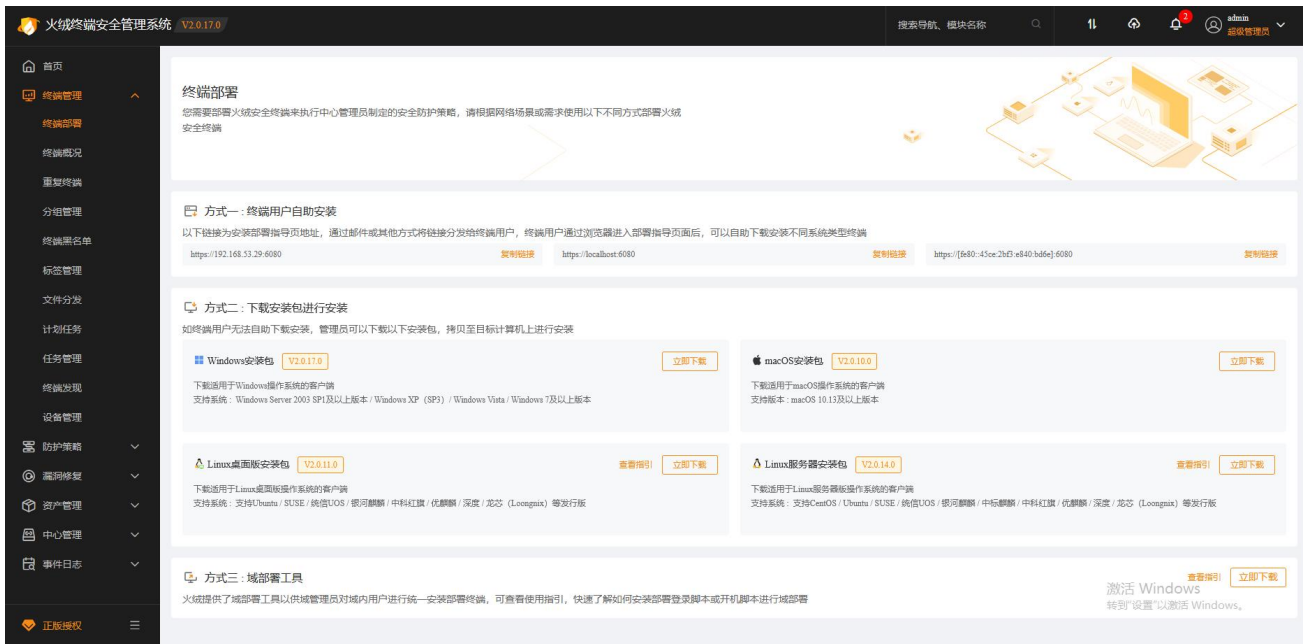 火绒终端安全管理系统 V2.0.17.0
搜索导航、模块名称
2
admin
超级管理员
首页
终端管理
终端部署
终端概况
重复终端
分组管理
终端黑名单
标签管理
文件分发
计划任务
任务管理
终端发现
设备管理
防护策略
漏洞修复
资产管理
中心管理
事件日志
正版授权
终端部署
您需要部署火绒安全终端来执行中心管理员制定的安全防护策略，请根据网络场景或需求使用以下不同方式部署火绒
安全终端
方式一 : 终端用户自助安装
以下链接为安装部署指导页地址，通过邮件或其他方式将链接分发给终端用户，终端用户通过浏览器进入部署指导页面后，可以自助下载安装不同系统类型终端
https://192.168.53.29:6080 复制链接 https://localhost:6080 复制链接 https://[fe80::45ce:2bf3:e840:bd6e]:6080 复制链接
方式二 : 下载安装包进行安装
如终端用户无法自助下载安装，管理员可以下载以下安装包，拷贝至目标计算机上进行安装
Windows安装包 V2.0.17.0 立即下载
下载适用于Windows操作系统的客户端
支持系统 : Windows Server 2003 SP1及以上版本 / Windows XP（SP3）/ Windows Vista / Windows 7及以上版本
macOS安装包 V2.0.10.0 立即下载
下载适用于macOS操作系统的客户端
支持版本 : macOS 10.13及以上版本
Linux桌面版安装包 V2.0.11.0 查看指引 立即下载
下载适用于Linux桌面版操作系统的客户端
支持系统 : 支持Ubuntu / SUSE / 统信UOS / 银河麒麟 / 中科红旗 / 优麒麟 / 深度 / 龙芯（Loongnix）等发行版
Linux服务器安装包 V2.0.14.0 查看指引 立即下载
下载适用于Linux服务器版操作系统的客户端
支持系统 : 支持CentOS / Ubuntu / SUSE / 统信UOS / 银河麒麟 / 中标麒麟 / 中科红旗 / 优麒麟 / 深度 / 龙芯（Loongnix）等发行版
方式三 : 域部署工具 查看指引 立即下载
火绒提供了域部署工具以供域管理员对域内用户进行统一安装部署终端，可查看使用指引，快速了解如何安装部署登录脚本或开机脚本进行域部署
激活 Windows
转到"设置"以激活 Windows。